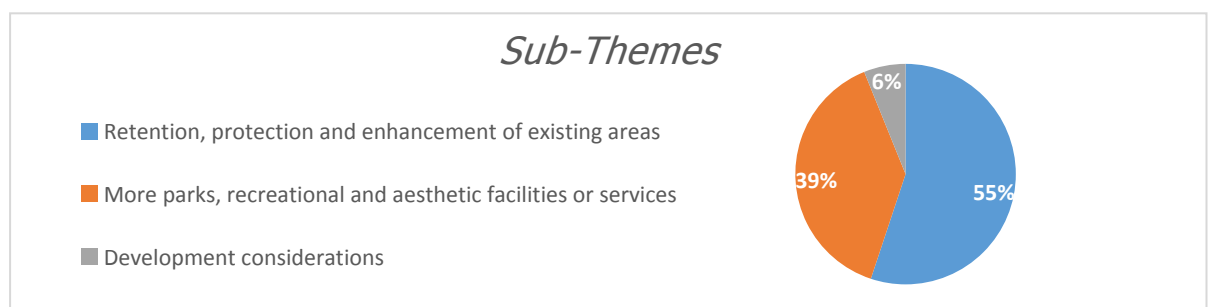 Sub-Themes
Retention, protection and enhancement of existing areas
More parks, recreational and aesthetic facilities or services
Development considerations
6%
39%
55%